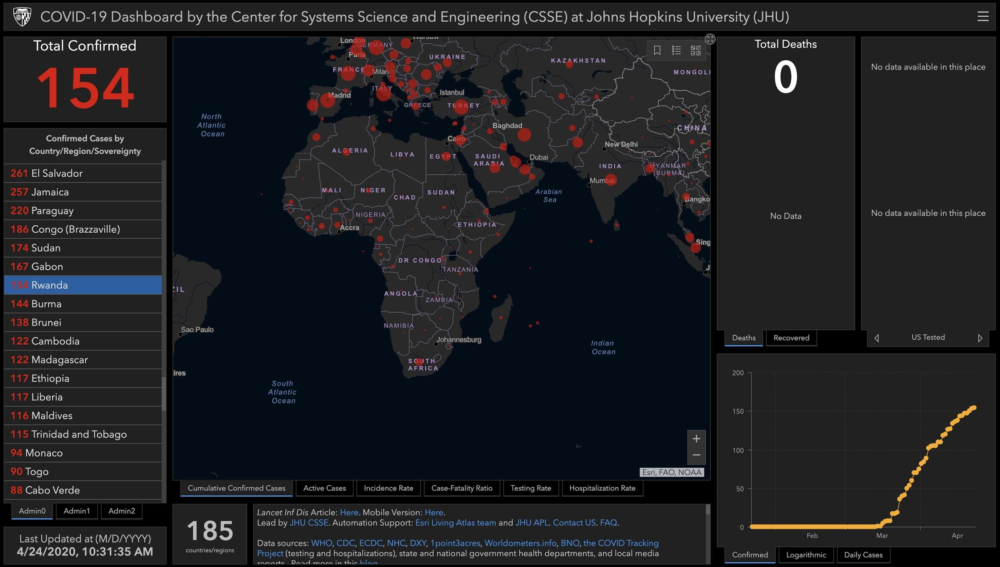 COVID-19 Dashboard by the Center for Systems Science and Engineering (CSSE) at Johns Hopkins University (JHU)
Total Confirmed
154
Confirmed Cases by
Country/Region/Sovereignty
261 El Salvador
257 Jamaica
220 Paraguay
186 Congo (Brazzaville)
174 Sudan
167 Gabon
154 Rwanda
144 Burma
138 Brunei
122 Cambodia
122 Madagascar
117 Ethiopia
117 Liberia
116 Maldives
115 Trinidad and Tobago
94 Monaco
90 Togo
88 Cabo Verde
Admin0
Admin1
Admin2
Last Updated at (M/D/YYYY)
4/24/2020, 10:31:35 AM
London
Warsaw
GERMANY
Paris
UKRAINE
KAZAKHSTAN
FRANCE
Milan
MONGOLI
ITALY
Madrid
Istanbul
GREECE
TURKEY
North
Atlantic
Ocean
Baghdad
CHINA
Cairo
New Delhi
ALGERIA
LIBYA
EGYPT
SAUDI
ARABIA
Dubai
INDIA
MYANMAR
(BURMA)
Mumbai
MALI
NIGER
CHAD
SUDAN
Arabian
Sea
Bangko
NIGERIA
ETHIOPIA
Accra
Sing
DR CONGO
TANZANIA
J
ZIL
ANGOLA
ZAMBIA
NAMIBIA
Sao Paulo
Johannesburg
Indian
Ocean
SOUTH
AFRICA
ires
South
Atlantic
Ocean
+
−
Esri, FAO, NOAA
Cumulative Confirmed Cases
Active Cases
Incidence Rate
Case-Fatality Ratio
Testing Rate
Hospitalization Rate
185
countries/regions
Lancet Inf Dis Article: Here. Mobile Version: Here.
Lead by JHU CSSE. Automation Support: Esri Living Atlas team and JHU APL. Contact US. FAQ.
Data sources: WHO, CDC, ECDC, NHC, DXY, 1point3acres, Worldometers.info, BNO, the COVID Tracking
Project (testing and hospitalizations), state and national government health departments, and local media
reports. Read more in this blog
Total Deaths
0
No Data
Deaths
Recovered
No data available in this place
No data available in this place
US Tested
200
150
100
50
0
Feb
Mar
Apr
Confirmed
Logarithmic
Daily Cases